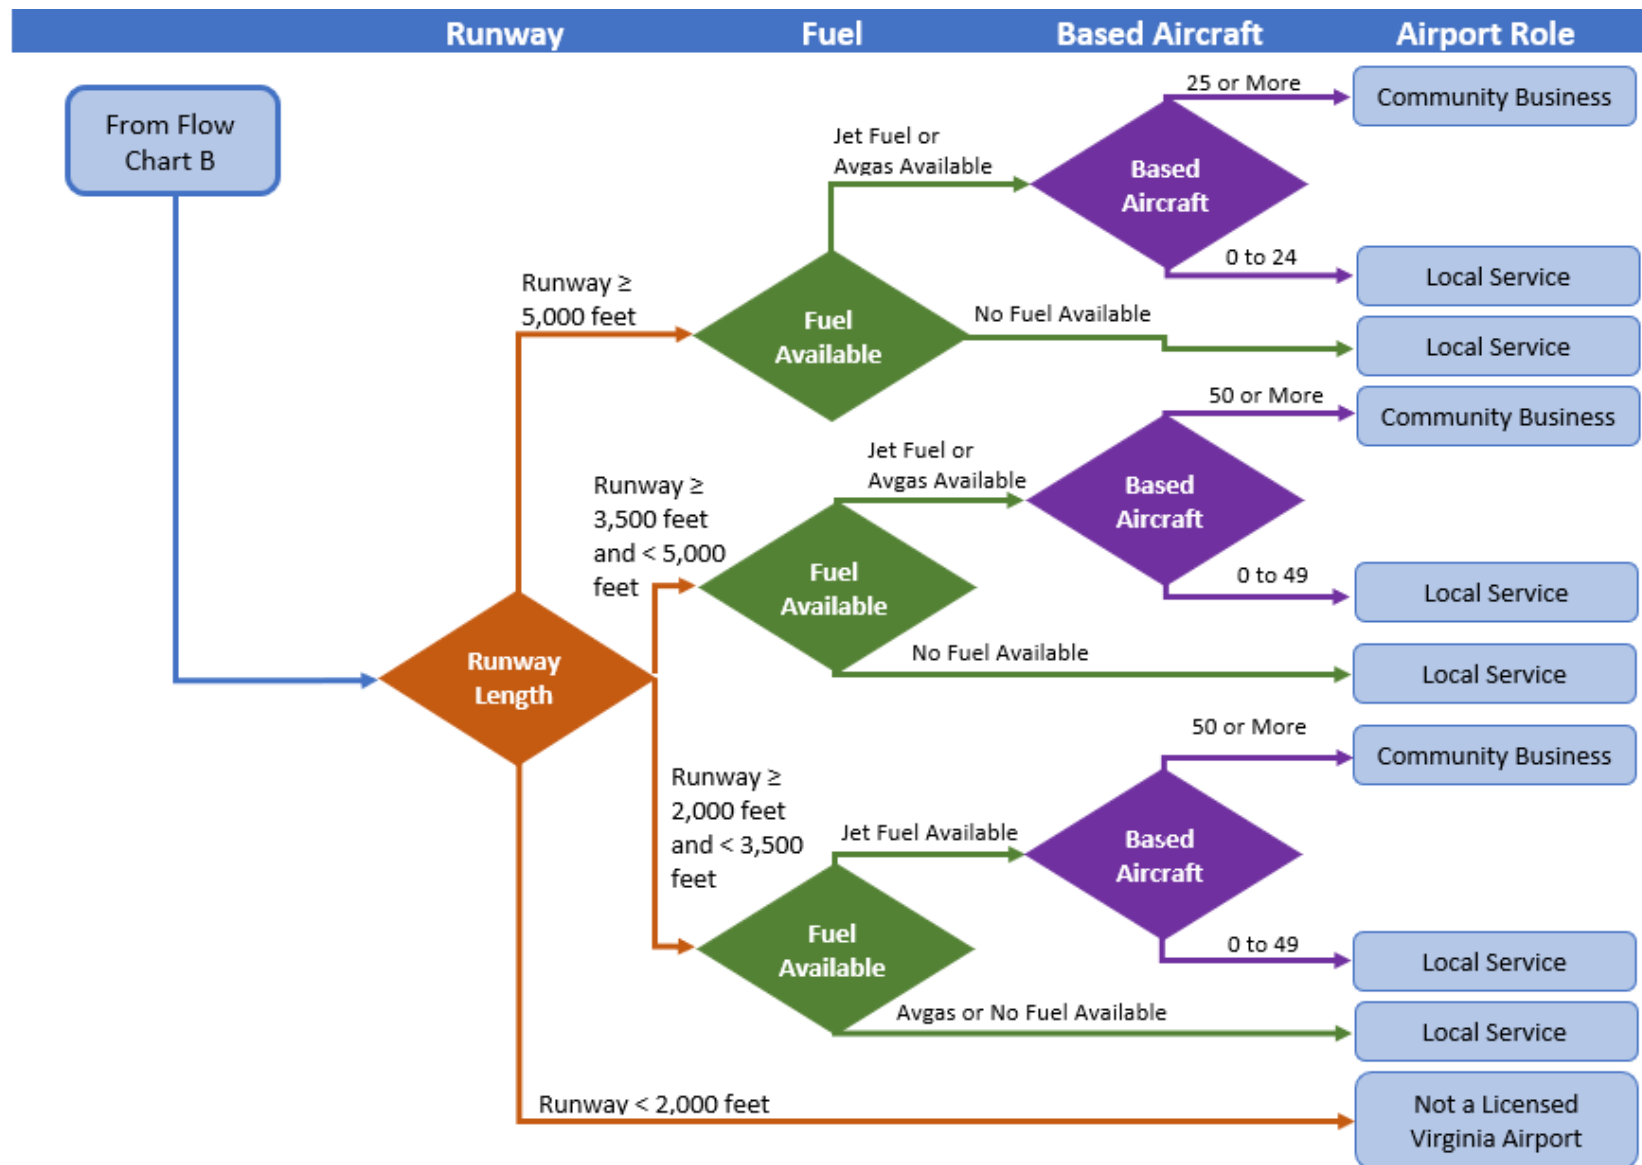 Runway
Fuel
Based Aircraft
Airport Role
From Flow
Chart B
Runway
Length
Runway ≥
5,000 feet
Fuel
Available
Jet Fuel or
Avgas Available
Based
Aircraft
25 or More
Community Business
0 to 24
Local Service
No Fuel Available
Local Service
Runway ≥
3,500 feet
and < 5,000
feet
Fuel
Available
Jet Fuel or
Avgas Available
Based
Aircraft
50 or More
Community Business
0 to 49
Local Service
No Fuel Available
Local Service
Runway ≥
2,000 feet
and < 3,500
feet
Fuel
Available
Jet Fuel Available
Based
Aircraft
50 or More
Community Business
0 to 49
Local Service
Avgas or No Fuel Available
Local Service
Runway < 2,000 feet
Not a Licensed
Virginia Airport